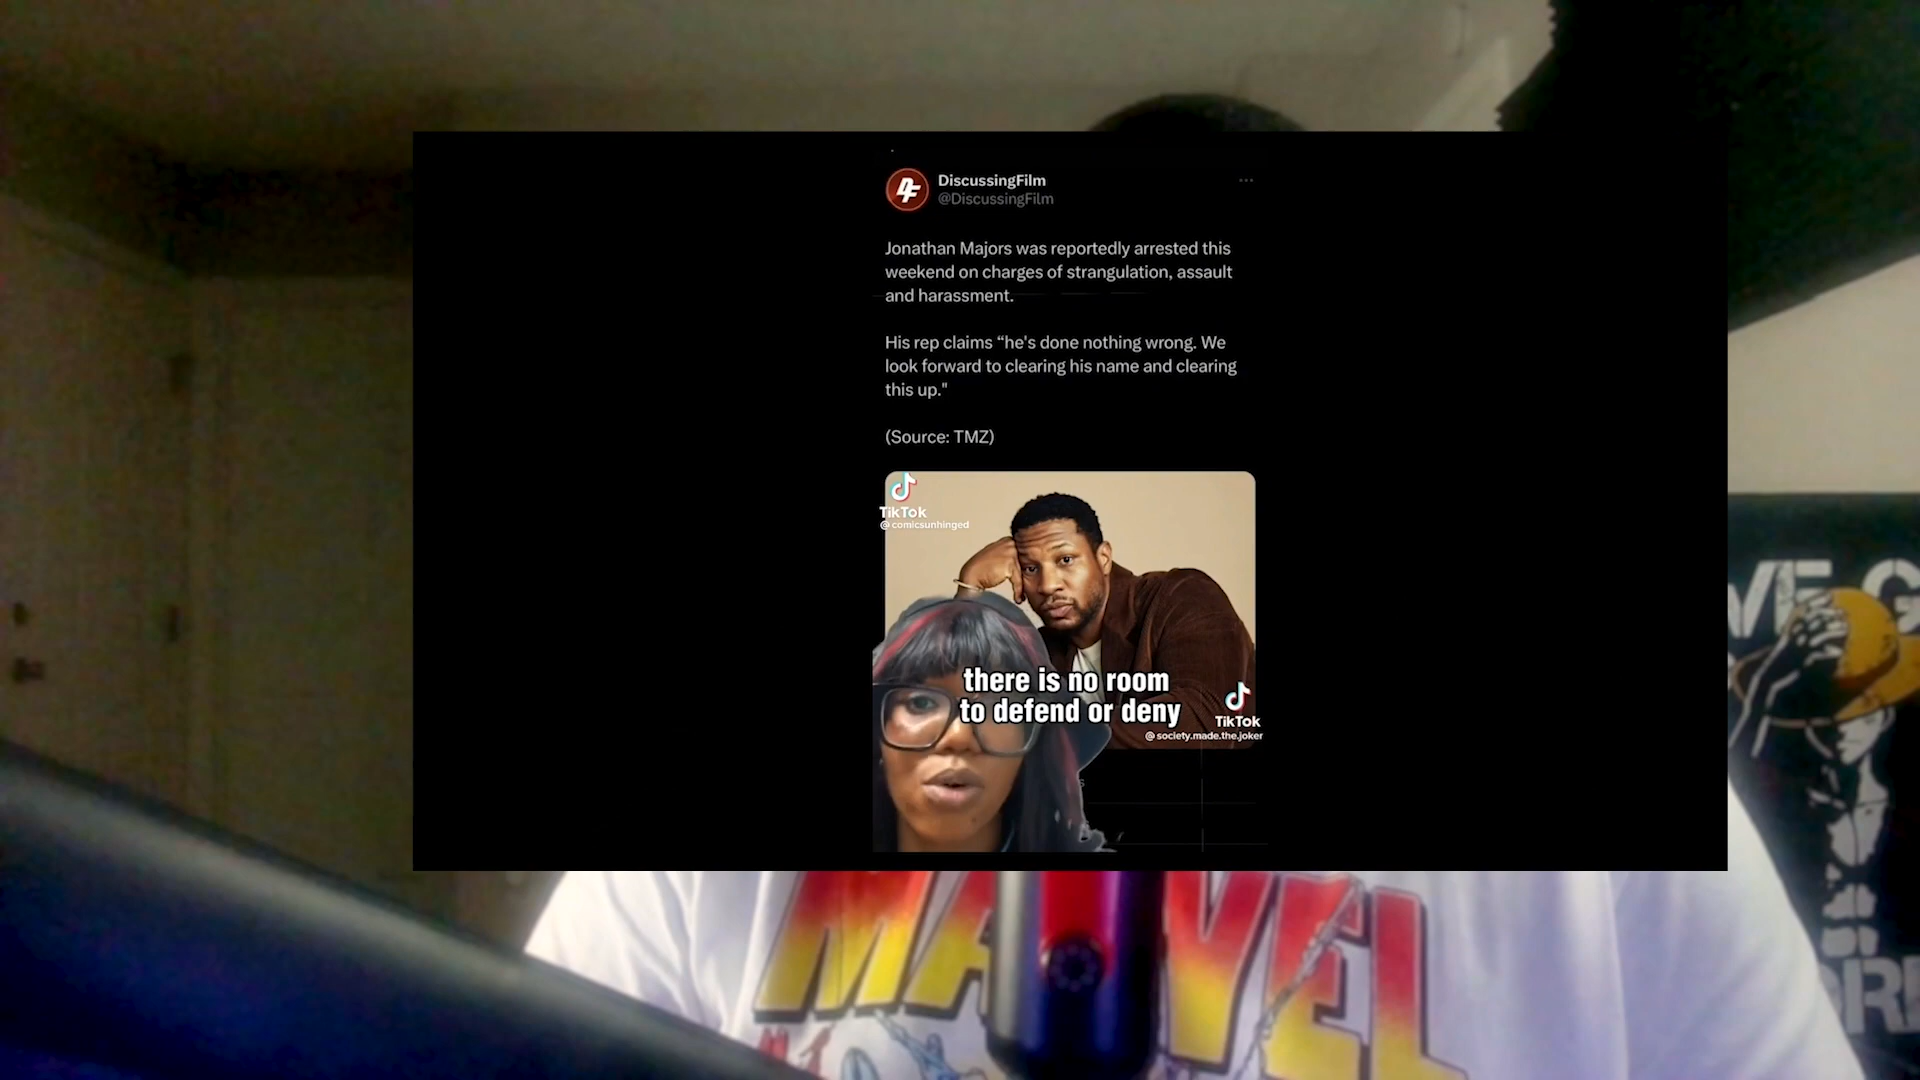 DiscussingFilm
@DiscussingFilm
Jonathan Majors was reportedly arrested this
weekend on charges of strangulation, assault
and harassment.
His rep claims “he's done nothing wrong. We
look forward to clearing his name and clearing
this up."
(Source: TMZ)
TikTok
@comicsunhinged
there is no room
to defend or deny
TikTok
@society.made.the.joker
MARVEL